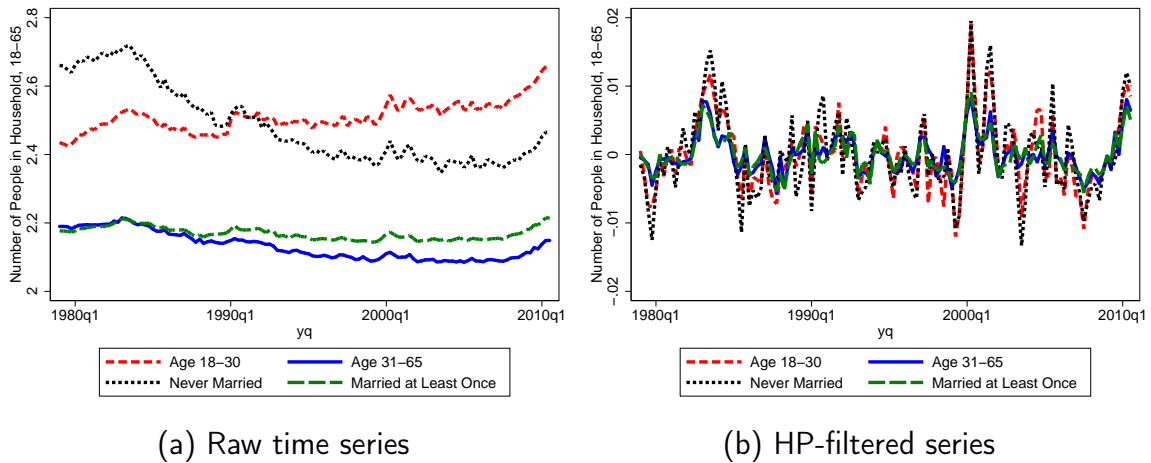 Number of People in Household, 18−65
2.8
2.6
2.4
2.2
2
1980q1 1990q1 2000q1 2010q1
yq
Age 18−30 Age 31−65
Never Married Married at Least Once
(a) Raw time series
Number of People in Household, 18−65
.02
.01
0
−.01
−.02
1980q1 1990q1 2000q1 2010q1
yq
Age 18−30 Age 31−65
Never Married Married at Least Once
(b) HP-filtered series